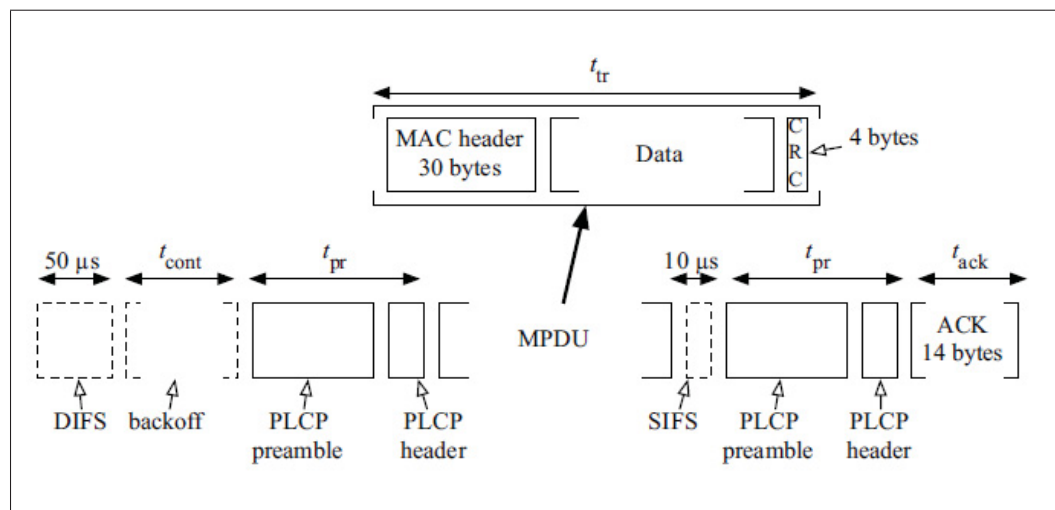 t_tr
MAC header
30 bytes
Data
C
R
C
4 bytes
50 μs
t_cont
t_pr
10 μs
t_pr
t_ack
MPDU
ACK
14 bytes
DIFS
backoff
PLCP
preamble
PLCP
header
SIFS
PLCP
preamble
PLCP
header